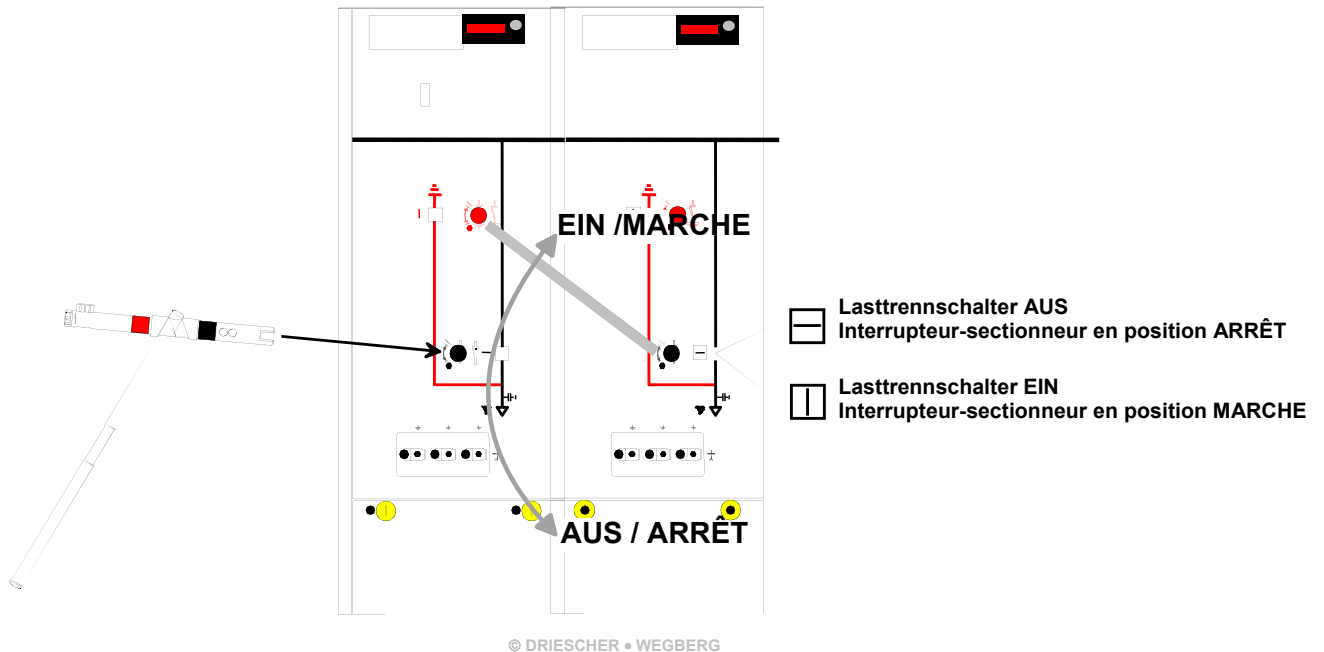 EIN /MARCHE
Lasttrennschalter AUS
Interrupteur-sectionneur en position ARRÊT
Lasttrennschalter EIN
Interrupteur-sectionneur en position MARCHE
AUS / ARRÊT
© DRIESCHER • WEGBERG